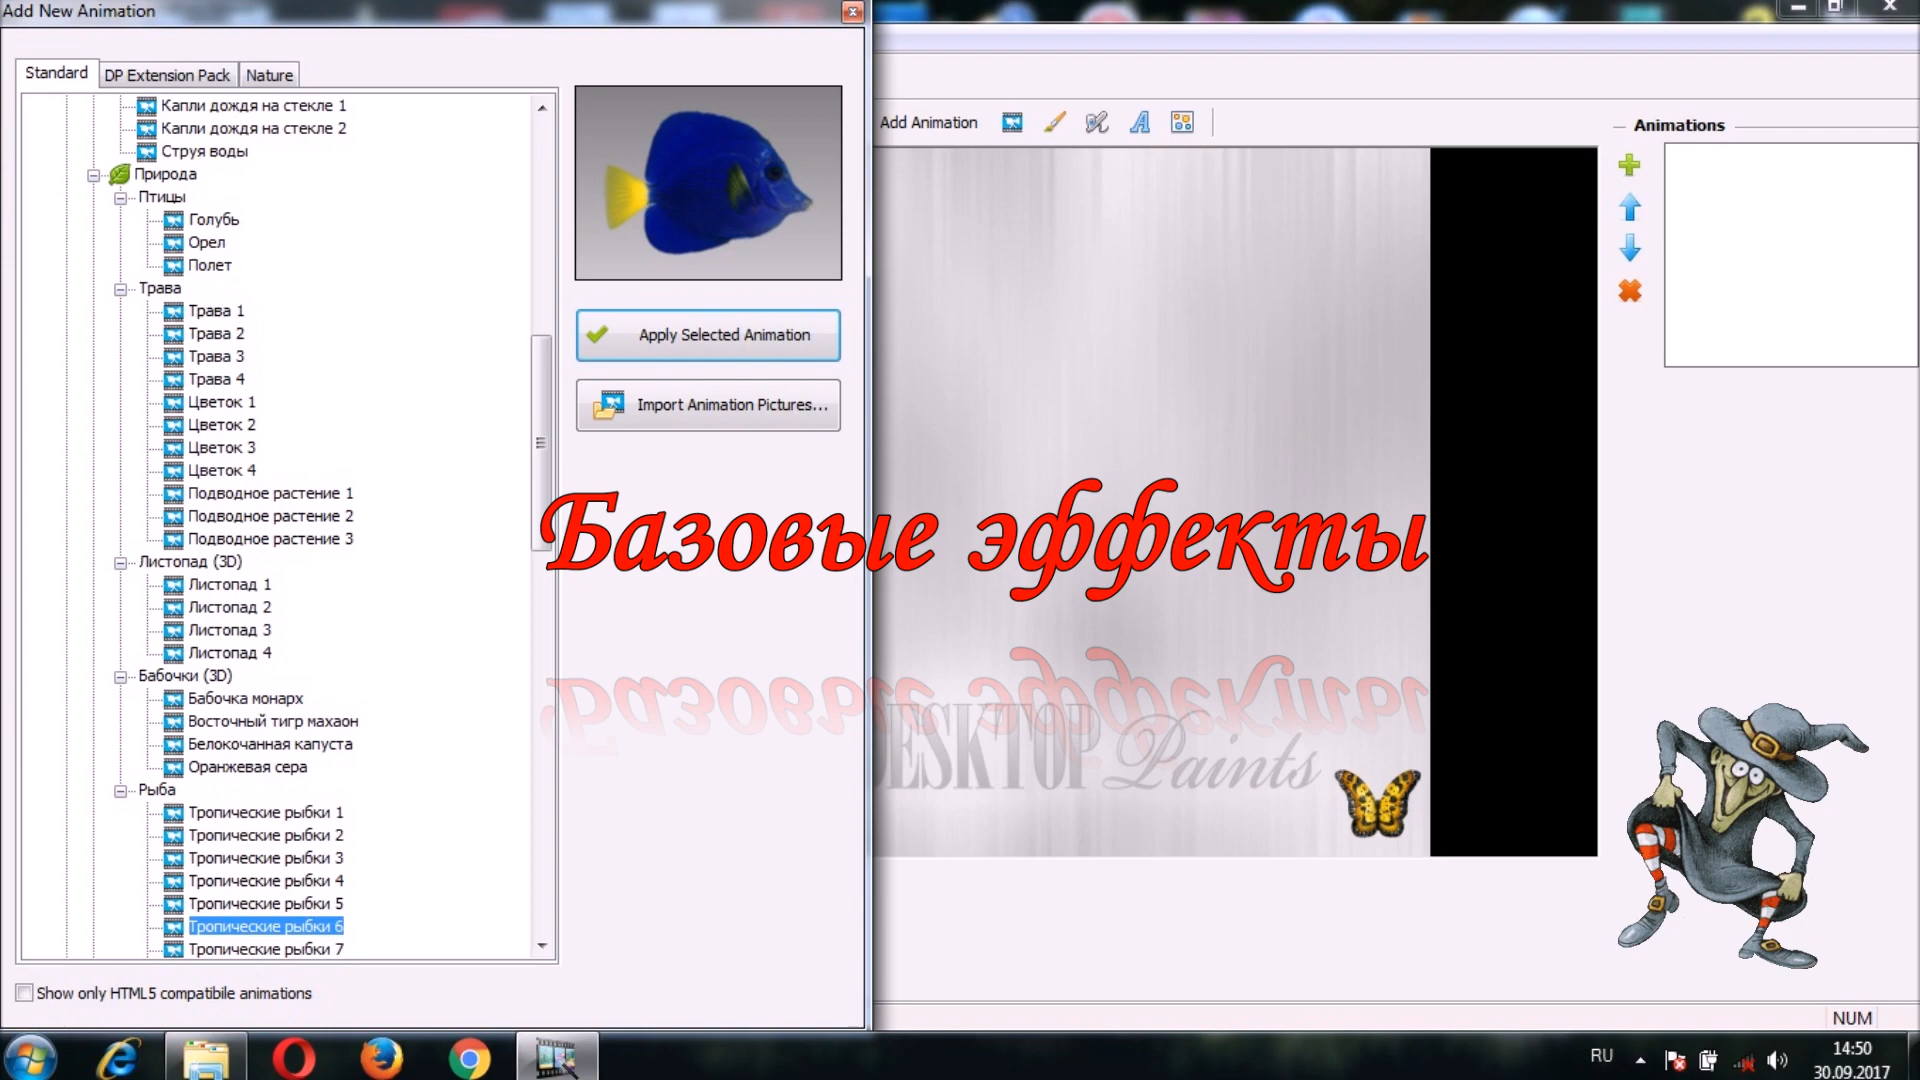 Add New Animation
Standard
DP Extension Pack
Nature
Капли дождя на стекле 1
Капли дождя на стекле 2
Струя воды
Природа
Птицы
Голубь
Орел
Полет
Трава
Трава 1
Трава 2
Трава 3
Трава 4
Цветок 1
Цветок 2
Цветок 3
Цветок 4
Подводное растение 1
Подводное растение 2
Подводное растение 3
Листопад (3D)
Листопад 1
Листопад 2
Листопад 3
Листопад 4
Бабочки (3D)
Бабочка монарх
Восточный тигр махаон
Белокочанная капуста
Оранжевая сера
Рыба
Тропические рыбки 1
Тропические рыбки 2
Тропические рыбки 3
Тропические рыбки 4
Тропические рыбки 5
Тропические рыбки 6
Тропические рыбки 7
Show only HTML5 compatibile animations
Apply Selected Animation
Import Animation Pictures...
Add Animation
Animations
Базовые эффекты
DESKTOP Paints
NUM
RU
14:50
30.09.2017